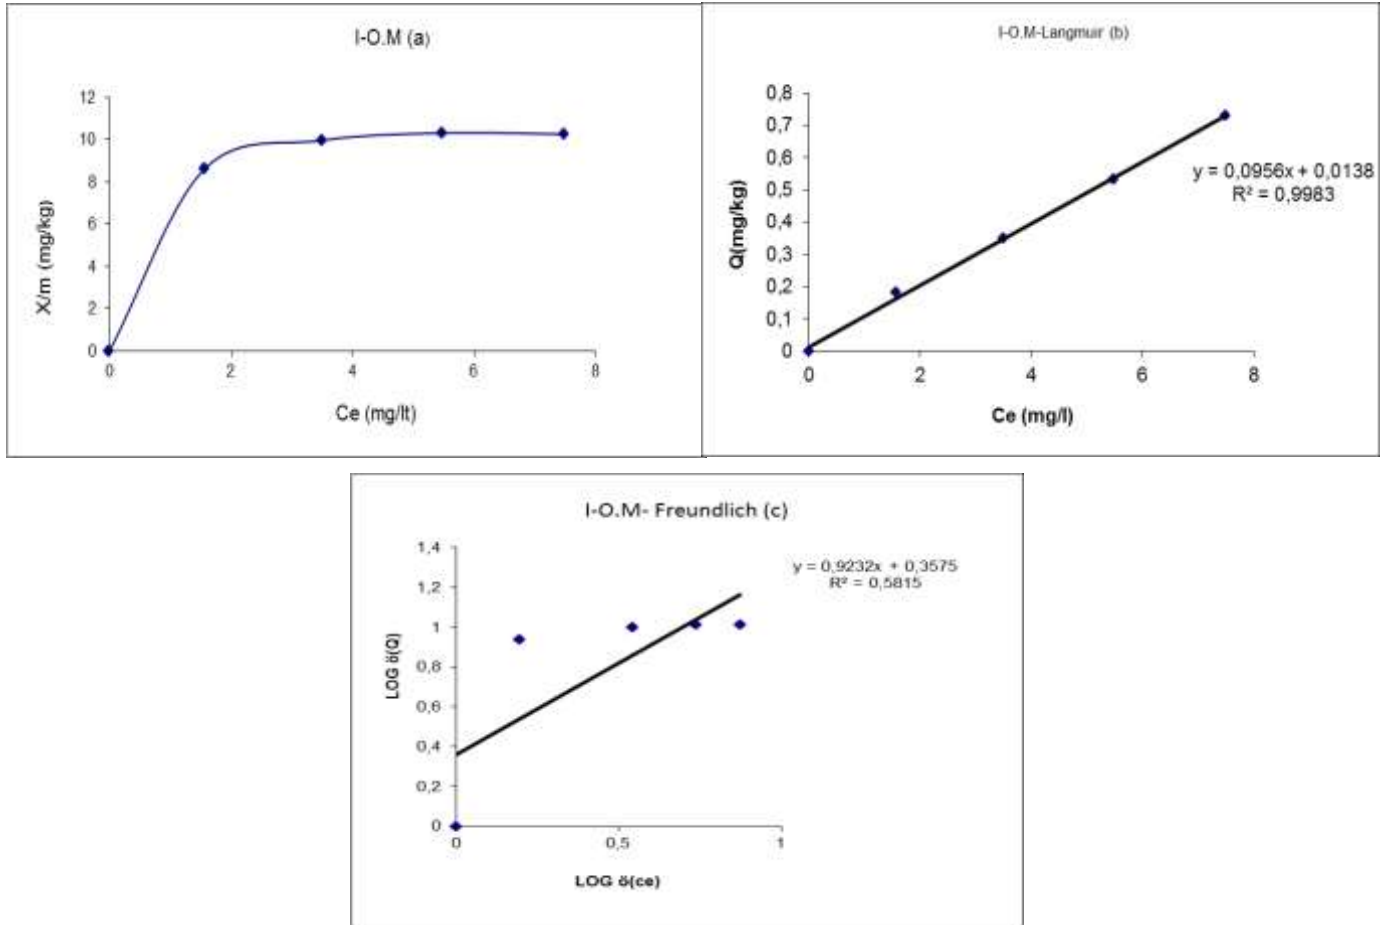 I-O.M (a)
12
10
8
6
4
2
0
0 2 4 6 8
X/m (mg/kg)
Ce (mg/lt)
I-O.M-Langmuir (b)
0,8
0,7
0,6
0,5
0,4
0,3
0,2
0,1
0
0 2 4 6 8
Q(mg/kg)
Ce (mg/l)
y = 0,0956x + 0,0138
R² = 0,9983
I-O.M- Freundlich (c)
1,4
1,2
1
0,8
0,6
0,4
0,2
0
0 0,5 1
LOG ö(Q)
LOG ö(ce)
y = 0,9232x + 0,3575
R² = 0,5815